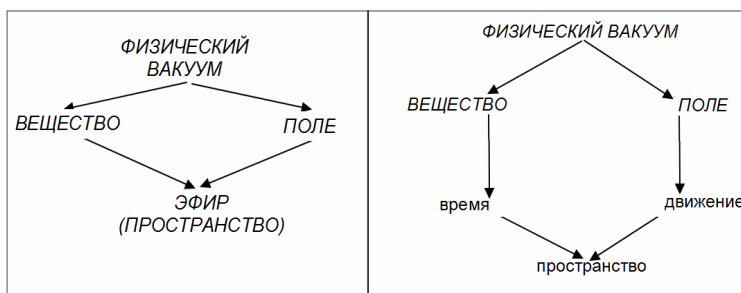 ФИЗИЧЕСКИЙ
ВАКУУМ
ВЕЩЕСТВО
ПОЛЕ
ЭФИР
(ПРОСТРАНСТВО)
ФИЗИЧЕСКИЙ ВАКУУМ
ВЕЩЕСТВО
ПОЛЕ
время
движение
пространство